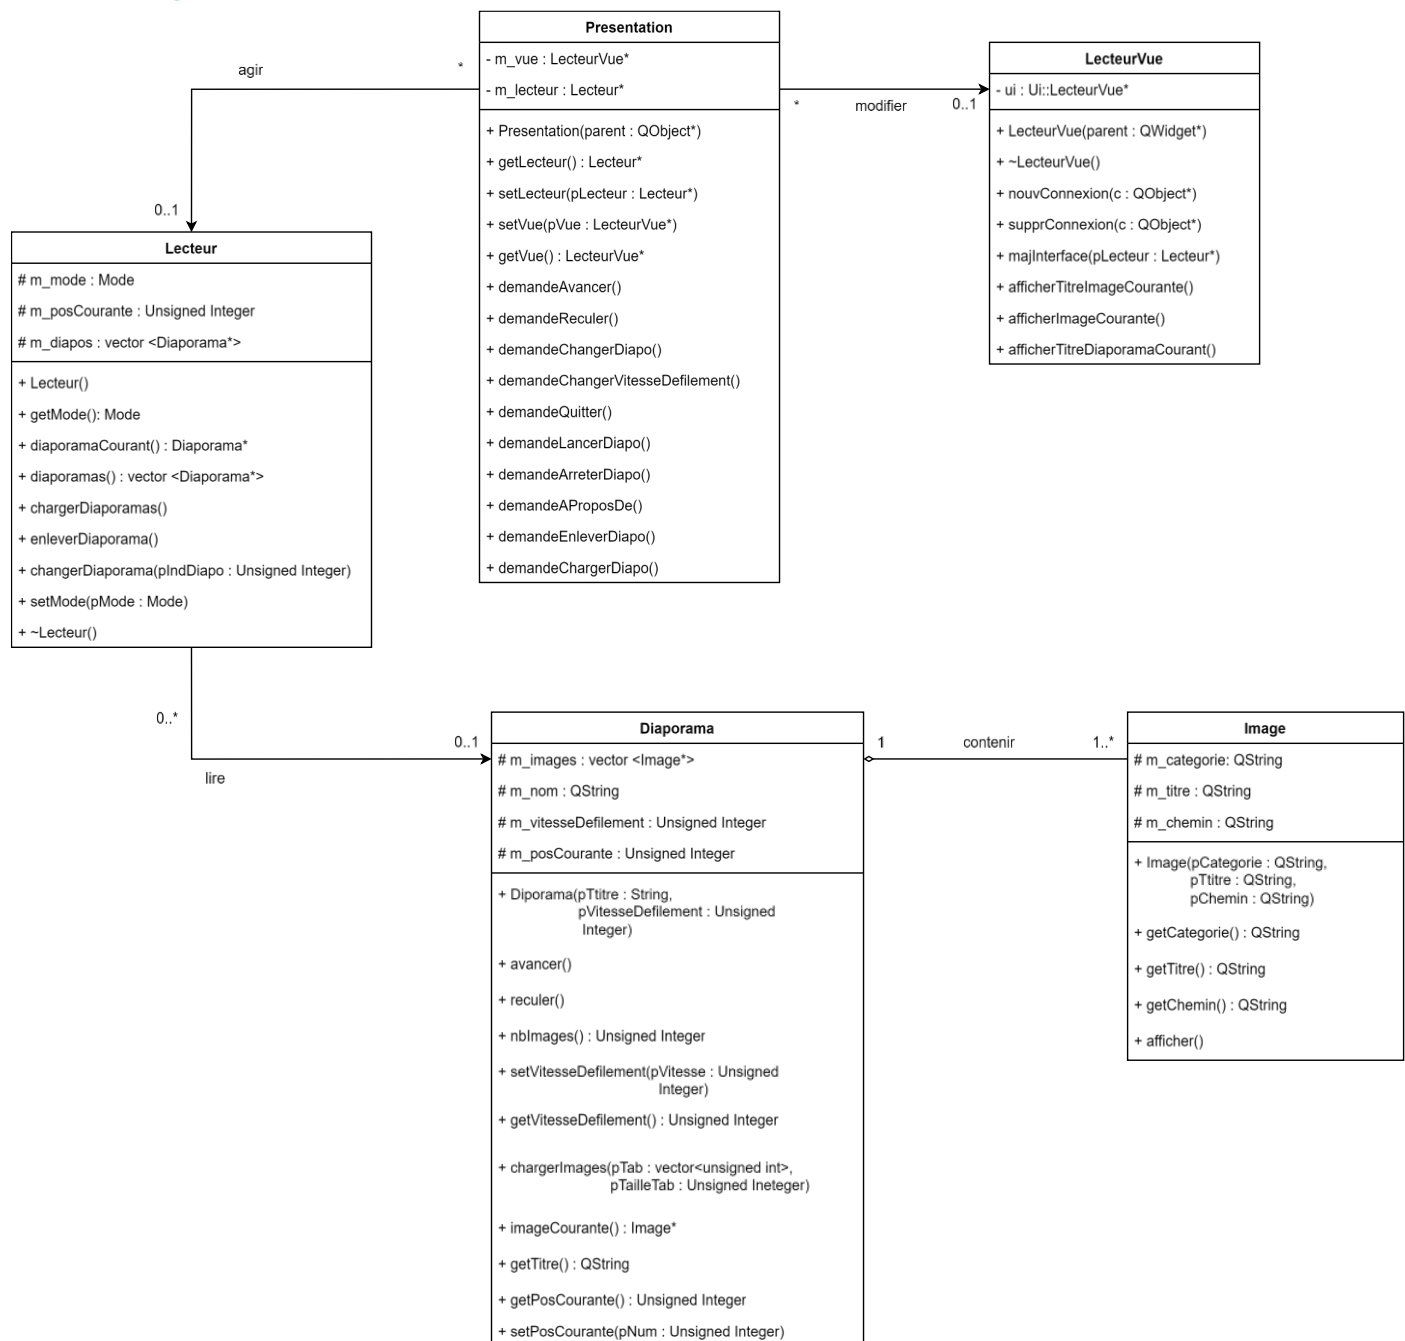 Presentation
- m_vue : LecteurVue*
- m_lecteur : Lecteur*
+ Presentation(parent : QObject*)
+ getLecteur() : Lecteur*
+ setLecteur(pLecteur : Lecteur*)
+ setVue(pVue : LecteurVue*)
+ getVue() : LecteurVue*
+ demandeAvancer()
+ demandeReculer()
+ demandeChangerDiapo()
+ demandeChangerVitesseDefilement()
+ demandeQuitter()
+ demandeLancerDiapo()
+ demandeArreterDiapo()
+ demandeAProposDe()
+ demandeEnleverDiapo()
+ demandeChargerDiapo()
agir
*
0..1
*
modifier
0..1
LecteurVue
- ui : Ui::LecteurVue*
+ LecteurVue(parent : QWidget*)
+ ~LecteurVue()
+ nouvConnexion(c : QObject*)
+ supprConnexion(c : QObject*)
+ majInterface(pLecteur : Lecteur*)
+ afficherTitreImageCourante()
+ afficherImageCourante()
+ afficherTitreDiaporamaCourant()
Lecteur
# m_mode : Mode
# m_posCourante : Unsigned Integer
# m_diapos : vector <Diaporama*>
+ Lecteur()
+ getMode(): Mode
+ diaporamaCourant() : Diaporama*
+ diaporamas() : vector <Diaporama*>
+ chargerDiaporamas()
+ enleverDiaporama()
+ changerDiaporama(pIndDiapo : Unsigned Integer)
+ setMode(pMode : Mode)
+ ~Lecteur()
0..*
lire
0..1
Diaporama
# m_images : vector <Image*>
# m_nom : QString
# m_vitesseDefilement : Unsigned Integer
# m_posCourante : Unsigned Integer
+ Diporama(pTtitre : String,
pVitesseDefilement : Unsigned
Integer)
+ avancer()
+ reculer()
+ nbImages() : Unsigned Integer
+ setVitesseDefilement(pVitesse : Unsigned
Integer)
+ getVitesseDefilement() : Unsigned Integer
+ chargerImages(pTab : vector<unsigned int>,
pTailleTab : Unsigned Ineteger)
+ imageCourante() : Image*
+ getTitre() : QString
+ getPosCourante() : Unsigned Integer
+ setPosCourante(pNum : Unsigned Integer)
1
contenir
1..*
Image
# m_categorie: QString
# m_titre : QString
# m_chemin : QString
+ Image(pCategorie : QString,
pTtitre : QString,
pChemin : QString)
+ getCategorie() : QString
+ getTitre() : QString
+ getChemin() : QString
+ afficher()